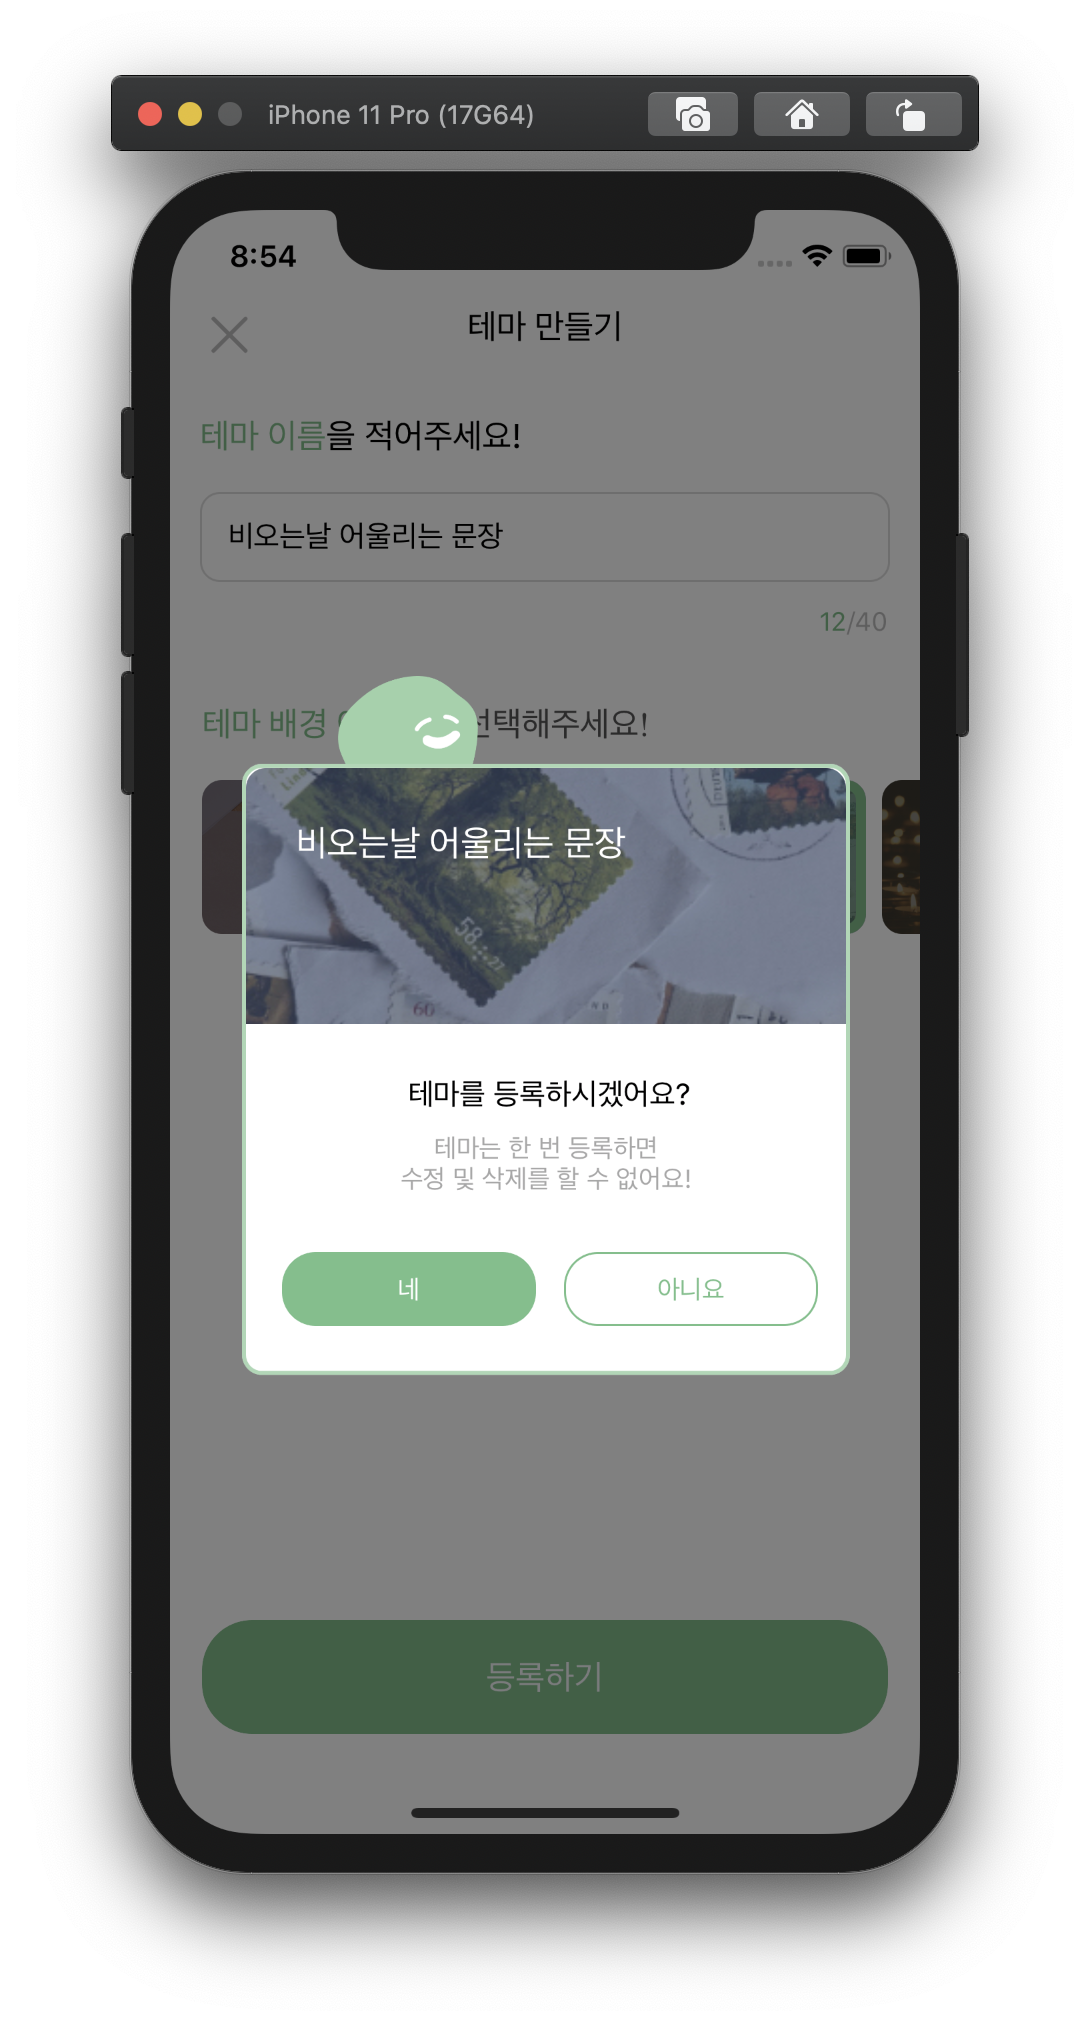 iPhone 11 Pro (17G64)
8:54
테마 만들기
테마 이름을 적어주세요!
비오는날 어울리는 문장
12/40
테마 배경 선택해주세요!
비오는날 어울리는 문장
58
27
60
테마를 등록하시겠어요?
테마는 한 번 등록하면
수정 및 삭제를 할 수 없어요!
네
아니요
등록하기